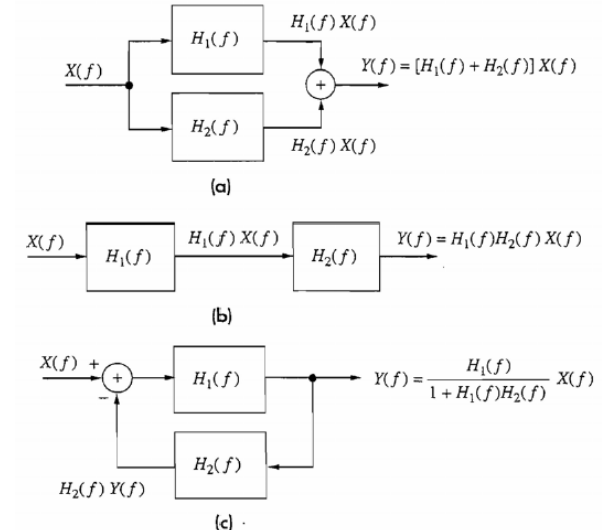 H₁(f) X(f)
H₁(f)
X(f)
Y(f) = [H₁(f) + H₂(f)] X(f)
+
H₂(f)
H₂(f) X(f)
(a)
X(f)
H₁(f)
H₁(f) X(f)
H₂(f)
Y(f) = H₁(f)H₂(f) X(f)
(b)
X(f) +
+
−
H₁(f)
Y(f) = H₁(f) / 1 + H₁(f)H₂(f) X(f)
H₂(f)
H₂(f) Y(f)
(c)